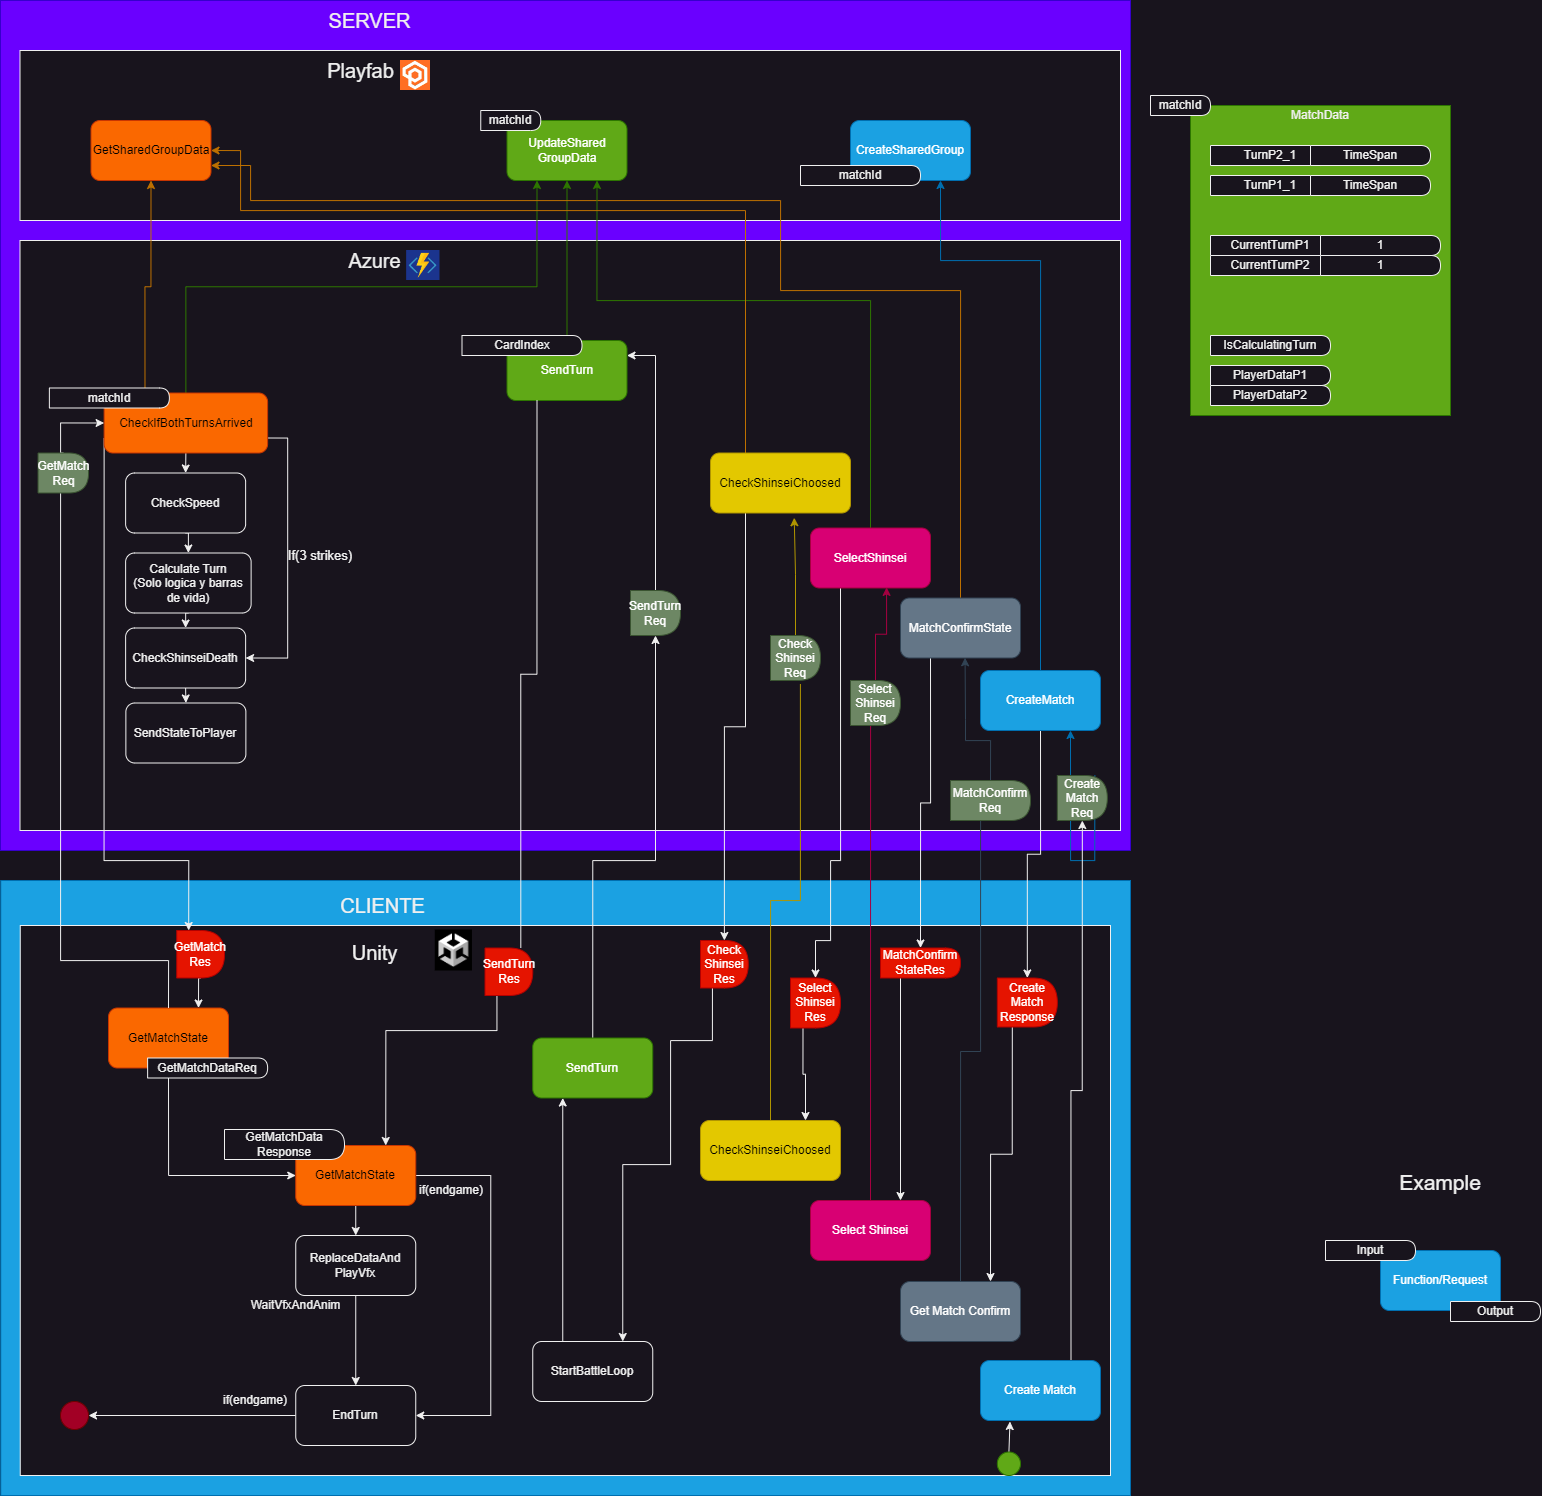 SERVER
Playfab
matchId
GetSharedGroupData
UpdateShared
GroupData
CreateSharedGroup
matchId
Azure
CardIndex
SendTurn
matchId
CheckIfBothTurnsArrived
GetMatch
Req
CheckSpeed
If(3 strikes)
Calculate Turn
(Solo logica y barras
de vida)
CheckShinseiDeath
SendStateToPlayer
SendTurn
Req
CheckShinseiChoosed
SelectShinsei
MatchConfirmState
Check
Shinsei
Req
Select
Shinsei
Req
CreateMatch
MatchConfirm
Req
Create
Match
Req
matchId
MatchData
TurnP2_1
TimeSpan
TurnP1_1
TimeSpan
CurrentTurnP1
1
CurrentTurnP2
1
IsCalculatingTurn
PlayerDataP1
PlayerDataP2
CLIENTE
Unity
GetMatch
Res
SendTurn
Res
Check
Shinsei
Res
Select
Shinsei
Res
MatchConfirm
StateRes
Create
Match
Response
GetMatchState
GetMatchDataReq
SendTurn
GetMatchData
Response
GetMatchState
if(endgame)
CheckShinseiChoosed
Select Shinsei
ReplaceDataAnd
PlayVfx
WaitVfxAndAnim
Get Match Confirm
StartBattleLoop
Create Match
if(endgame)
EndTurn
Example
Input
Function/Request
Output